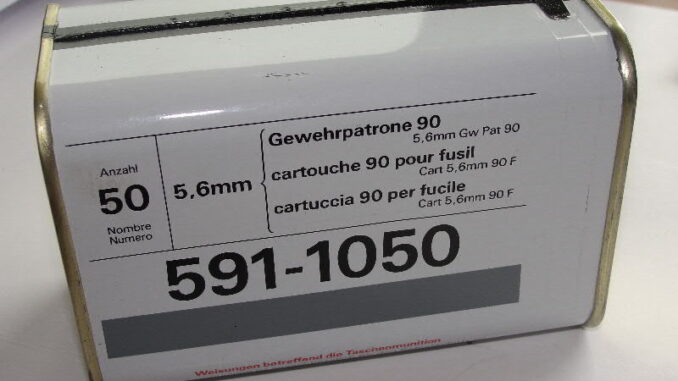 Anzahl
50
Nombre
Numero
5,6mm
Gewehrpatrone 90
5,6mm Gw Pat 90
cartouche 90 pour fusil
Cart 5,6mm 90 F
cartuccia 90 per fucile
Cart 5,6mm 90 F
591-1050
Weisungen betreffend die Taschenmunition